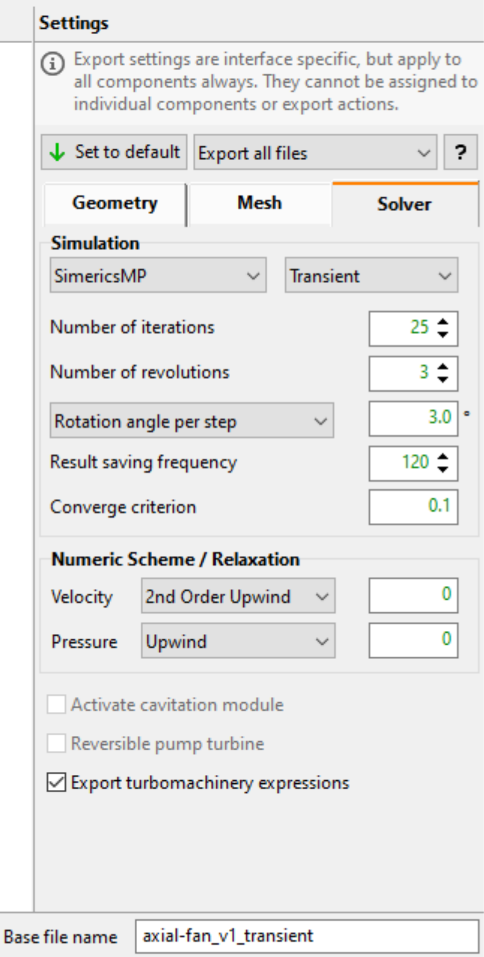 Settings
Export settings are interface specific, but apply to
all components always. They cannot be assigned to
individual components or export actions.
Set to default Export all files ?
Geometry Mesh Solver
Simulation
SimericsMP Transient
Number of iterations 25
Number of revolutions 3
Rotation angle per step 3.0 °
Result saving frequency 120
Converge criterion 0.1
Numeric Scheme / Relaxation
Velocity 2nd Order Upwind 0
Pressure Upwind 0
Activate cavitation module
Reversible pump turbine
Export turbomachinery expressions
Base file name axial-fan_v1_transient